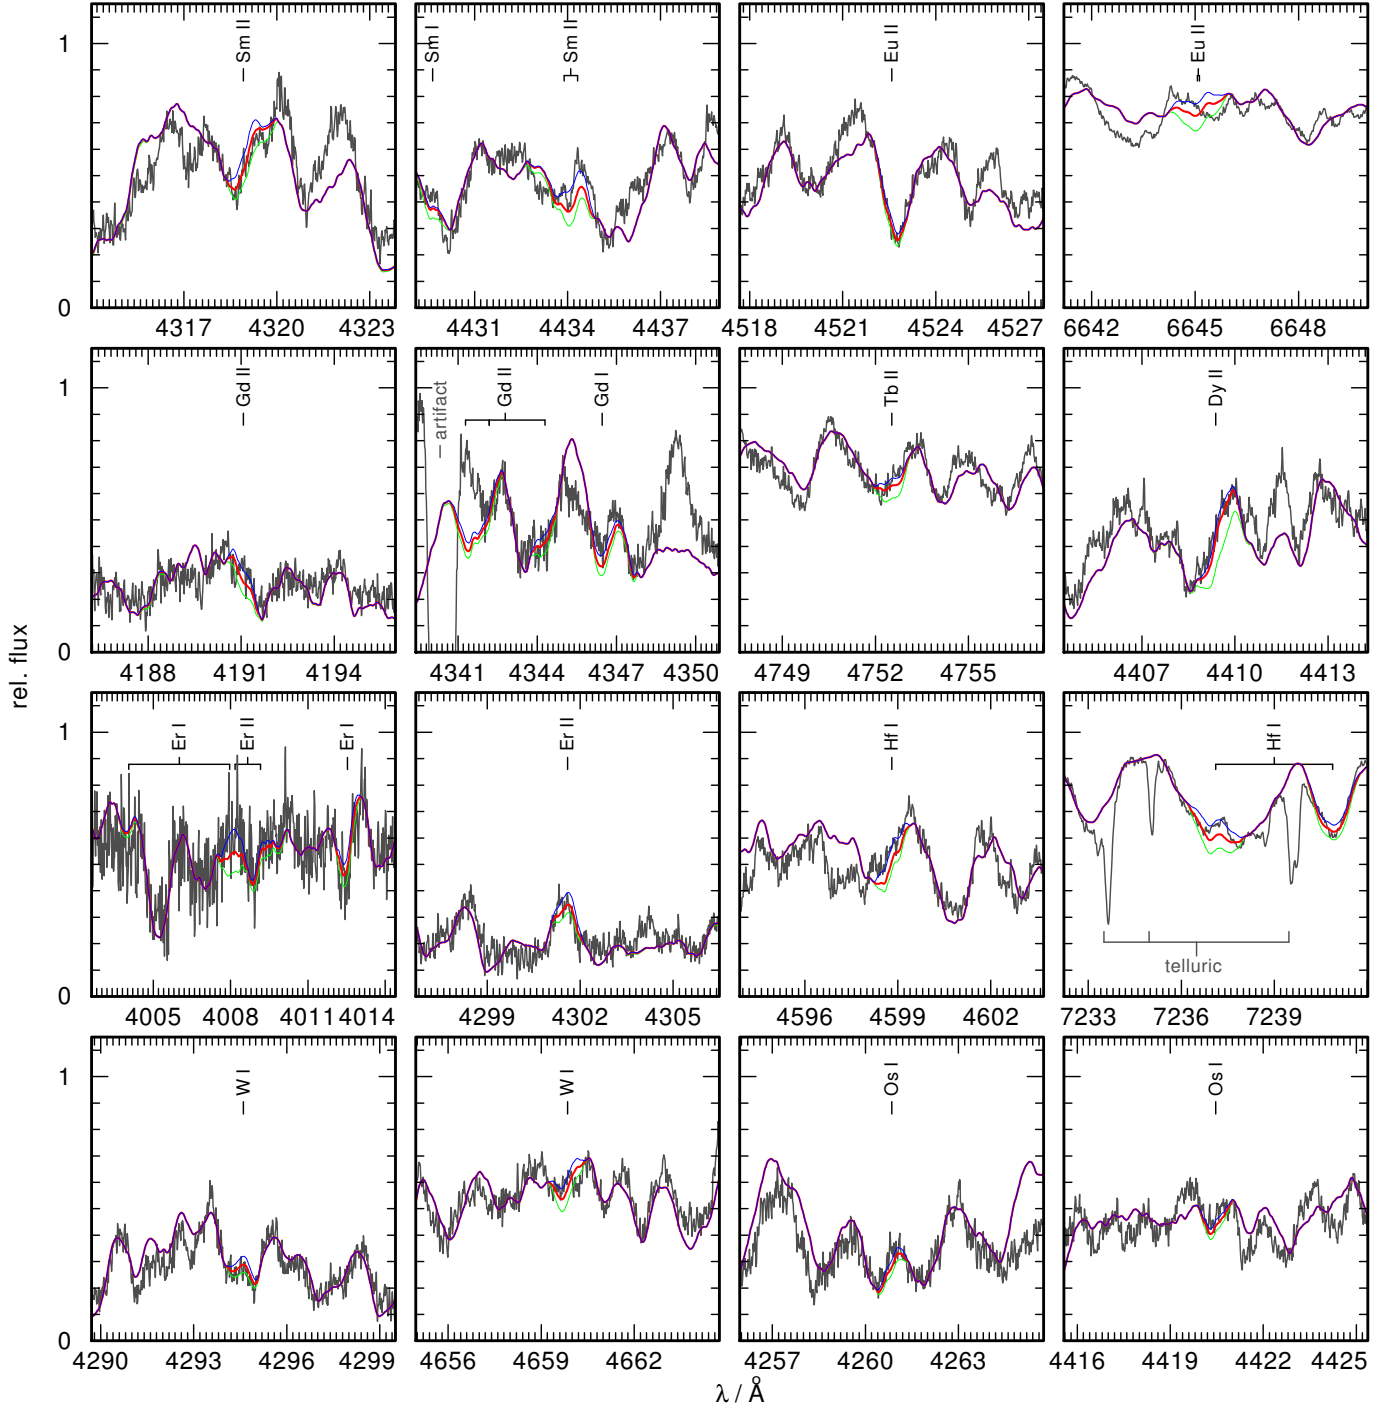 Sm II
Sm I
Sm II
Eu II
Eu II
1
0
4317 4320 4323
4431 4434 4437
4518 4521 4524 4527
6642 6645 6648
Gd II
artifact
Gd II
Gd I
Tb II
Dy II
1
0
4188 4191 4194
4341 4344 4347 4350
4749 4752 4755
4407 4410 4413
rel. flux
Er I
Er II
Er I
Er II
Hf I
Hf I
telluric
1
0
4005 4008 4011 4014
4299 4302 4305
4596 4599 4602
7233 7236 7239
W I
W I
Os I
Os I
1
0
4290 4293 4296 4299
4656 4659 4662
4257 4260 4263
4416 4419 4422 4425
λ / Å